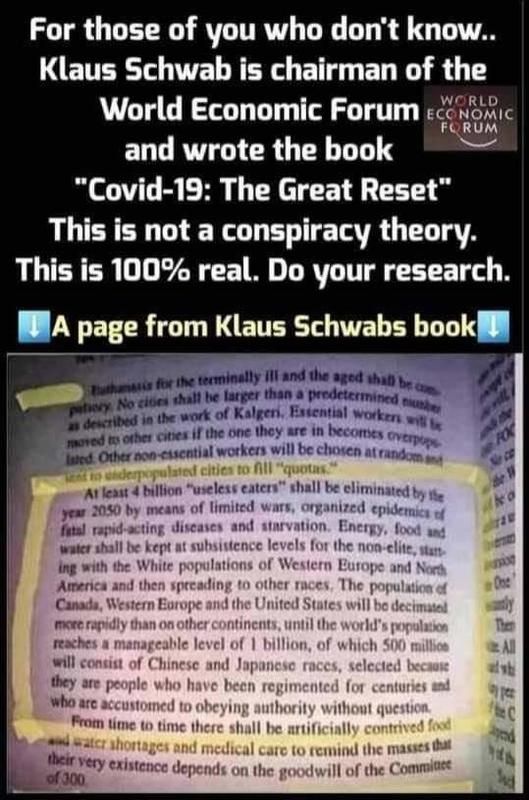 For those of you who don't know..
Klaus Schwab is chairman of the
World Economic Forum
WORLD
ECONOMIC
FORUM
and wrote the book
"Covid-19: The Great Reset"
This is not a conspiracy theory.
This is 100% real. Do your research.
⬇A page from Klaus Schwabs book⬇
Euthanasia for the terminally ill and the aged shall be com-
pulsory. No cities shall be larger than a predetermined number
as described in the work of Kalgeri. Essential workers will be
moved to other cities if the one they are in becomes overpopu-
lated. Other non-essential workers will be chosen at random and
sent to underpopulated cities to fill "quotas."
At least 4 billion "useless eaters" shall be eliminated by the
year 2050 by means of limited wars, organized epidemics of
fatal rapid-acting diseases and starvation. Energy, food and
water shall be kept at subsistence levels for the non-elite, start-
ing with the White populations of Western Europe and North
America and then spreading to other races. The population of
Canada, Western Europe and the United States will be decimated
more rapidly than on other continents, until the world's population
reaches a manageable level of 1 billion, of which 500 million
will consist of Chinese and Japanese races, selected because
they are people who have been regimented for centuries and
who are accustomed to obeying authority without question.
From time to time there shall be artificially contrived food
and water shortages and medical care to remind the masses that
their very existence depends on the goodwill of the Committee
of 300.